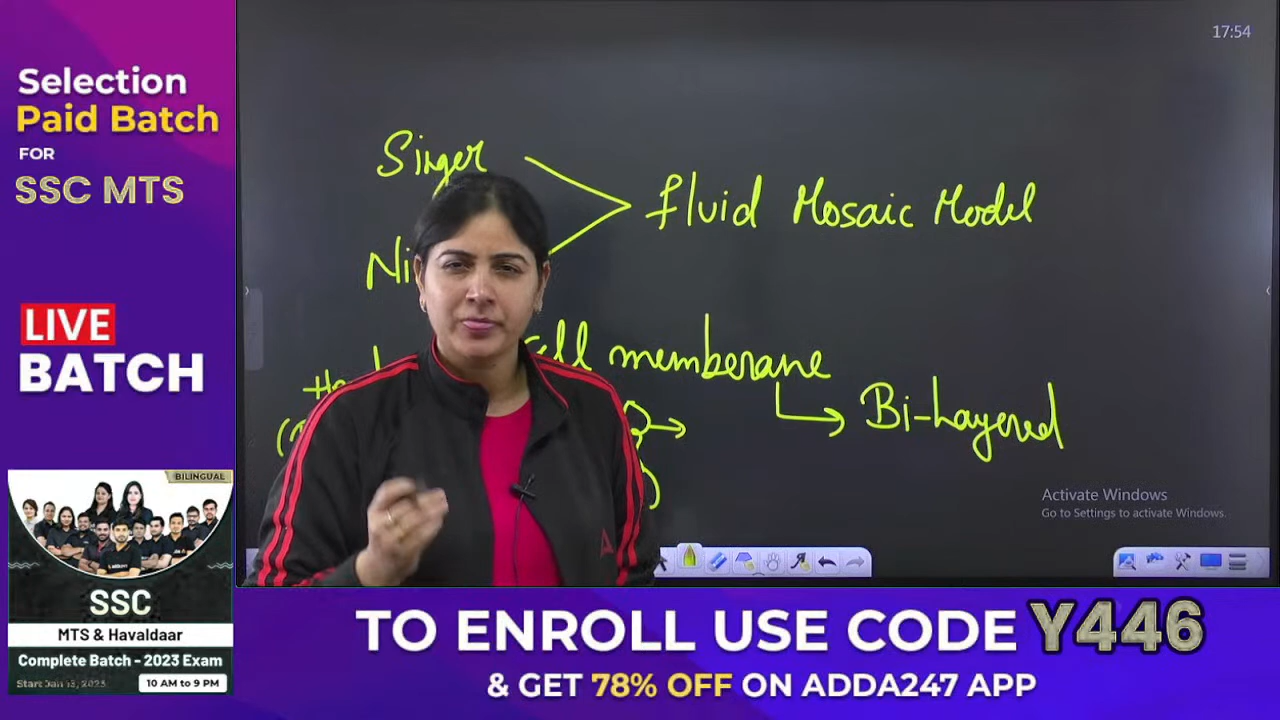 17:54
Selection
Paid Batch
FOR
SSC MTS
LIVE
BATCH
BILINGUAL
SSC
MTS & Havaldaar
Complete Batch - 2023 Exam
10 AM to 9 PM
Singer
fluid Mosaic Model
Cell memberane
Bi-Layered
Activate Windows
Go to Settings to activate Windows.
TO ENROLL USE CODE Y446
& GET 78% OFF ON ADDA247 APP